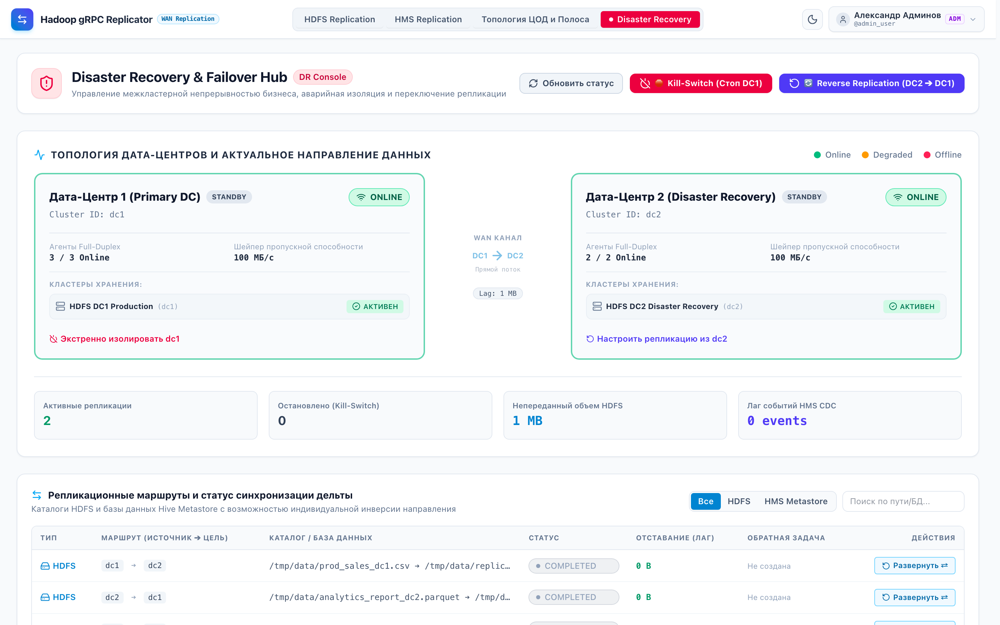 Hadoop gRPC Replicator WAN Replication
HDFS Replication HMS Replication Топология ЦОД и Полоса Disaster Recovery
Александр Админов ADM
@admin_user
Disaster Recovery & Failover Hub DR Console
Управление межкластерной непрерывностью бизнеса, аварийная изоляция и переключение репликации
Обновить статус Kill-Switch (Стоп DC1) Reverse Replication (DC2 ➔ DC1)
ТОПОЛОГИЯ ДАТА-ЦЕНТРОВ И АКТУАЛЬНОЕ НАПРАВЛЕНИЕ ДАННЫХ
Online Degraded Offline
Дата-Центр 1 (Primary DC) STANDBY ONLINE
Cluster ID: dc1
Агенты Full-Duplex Шейпер пропускной способности
3 / 3 Online 100 МБ/с
КЛАСТЕРЫ ХРАНЕНИЯ:
HDFS DC1 Production (dc1) АКТИВЕН
Экстренно изолировать dc1
WAN КАНАЛ
DC1 → DC2
Прямой поток
Lag: 1 MB
Дата-Центр 2 (Disaster Recovery) STANDBY ONLINE
Cluster ID: dc2
Агенты Full-Duplex Шейпер пропускной способности
2 / 2 Online 100 МБ/с
КЛАСТЕРЫ ХРАНЕНИЯ:
HDFS DC2 Disaster Recovery (dc2) АКТИВЕН
Настроить репликацию из dc2
Активные репликации
2
Остановлено (Kill-Switch)
0
Непереданный объем HDFS
1 MB
Лаг событий HMS CDC
0 events
Репликационные маршруты и статус синхронизации дельты
Каталоги HDFS и базы данных Hive Metastore с возможностью индивидуальной инверсии направления
Все HDFS HMS Metastore Поиск по пути/БД...
ТИП МАРШРУТ (ИСТОЧНИК ➔ ЦЕЛЬ) КАТАЛОГ / БАЗА ДАННЫХ СТАТУС ОТСТАВАНИЕ (ЛАГ) ОБРАТНАЯ ЗАДАЧА ДЕЙСТВИЯ
HDFS dc1 → dc2 /tmp/data/prod_sales_dc1.csv → /tmp/data/replic… COMPLETED 0 B Не создана Развернуть ⇄
HDFS dc2 → dc1 /tmp/data/analytics_report_dc2.parquet → /tmp/d… COMPLETED 0 B Не создана Развернуть ⇄